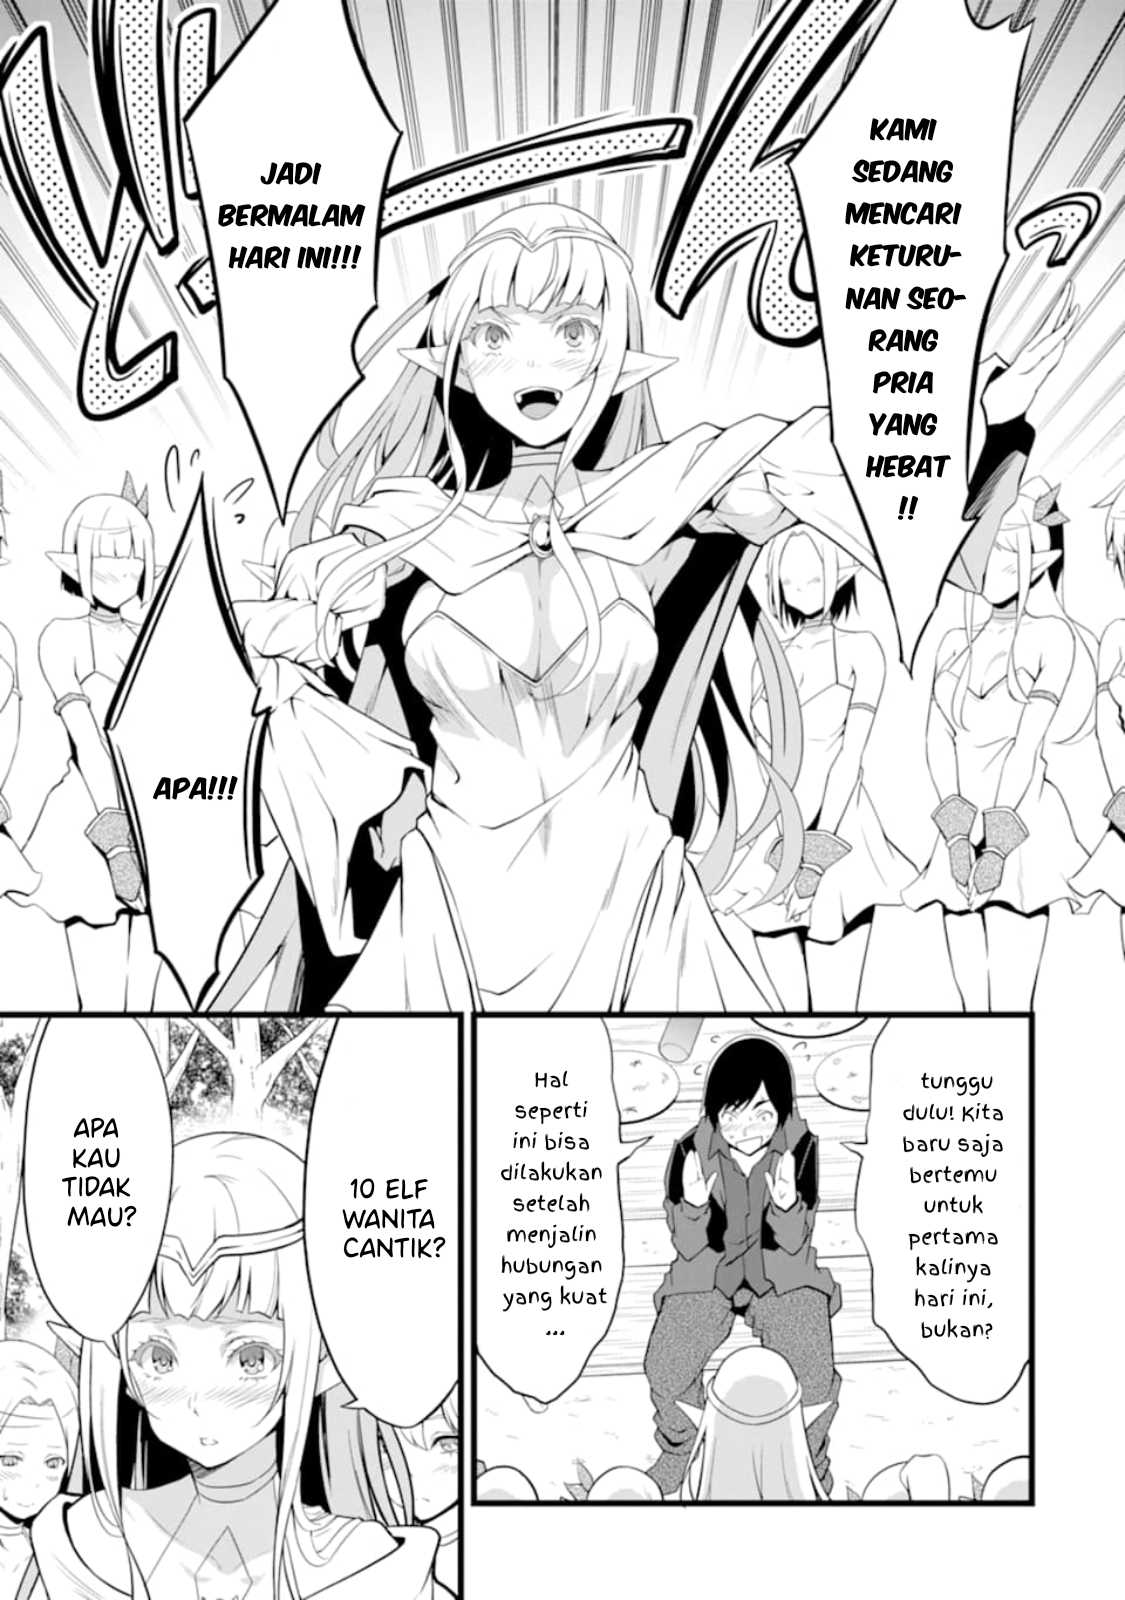 KAMI
SEDANG
MENCARI
KETURU-
NAN SEO-
RANG
PRIA
YANG
HEBAT
!!
JADI
BERMALAM
HARI INI!!!
APA!!!
tunggu
dulu! Kita
baru saja
bertemu
untuk
pertama
kalinya
hari ini,
bukan?
Hal
seperti
ini bisa
dilakukan
setelah
menjalin
hubungan
yang kuat
...
10 ELF
WANITA
CANTIK?
APA
KAU
TIDAK
MAU?